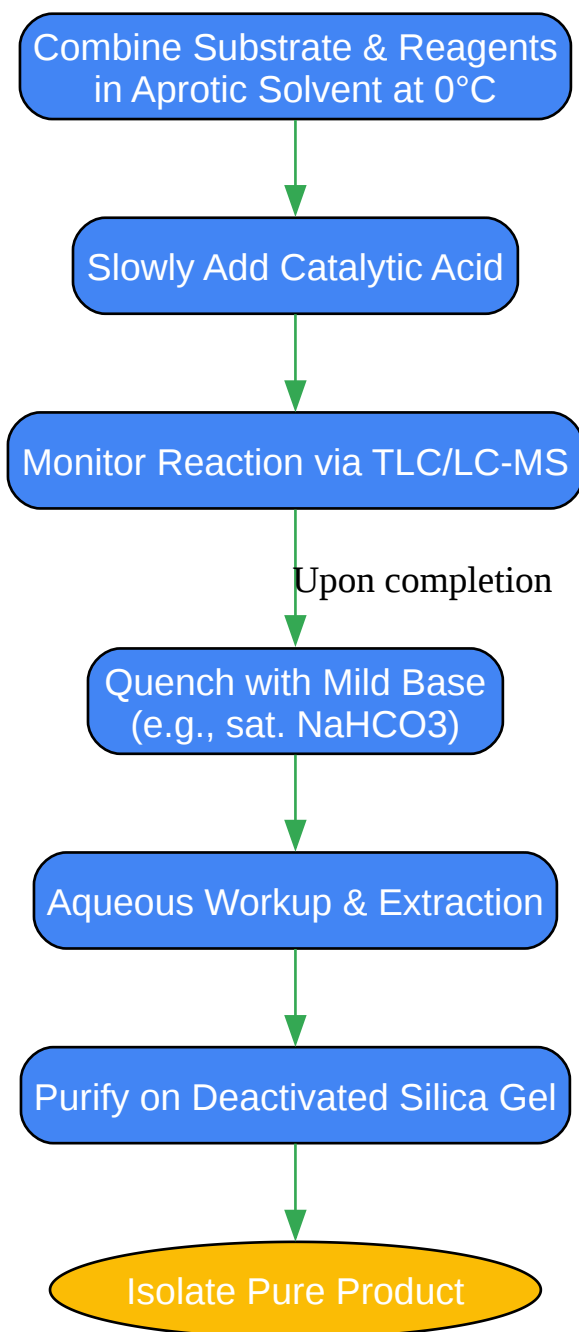 Combine Substrate & Reagents
in Aprotic Solvent at 0°C
Slowly Add Catalytic Acid
Monitor Reaction via TLC/LC-MS
Upon completion
Quench with Mild Base
(e.g., sat. NaHCO3)
Aqueous Workup & Extraction
Purify on Deactivated Silica Gel
Isolate Pure Product